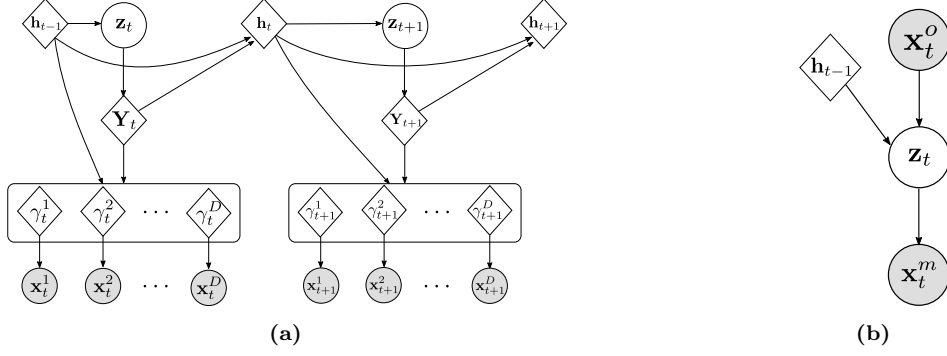 h_{t−1} z_t h_t z_{t+1} h_{t+1}
Y_t Y_{t+1}
γ_t^1 γ_t^2 ⋯ γ_t^D γ_{t+1}^1 γ_{t+1}^2 ⋯ γ_{t+1}^D
x_t^1 x_t^2 ⋯ x_t^D x_{t+1}^1 x_{t+1}^2 ⋯ x_{t+1}^D
(a)
x_t^o
h_{t−1}
z_t
x_t^m
(b)